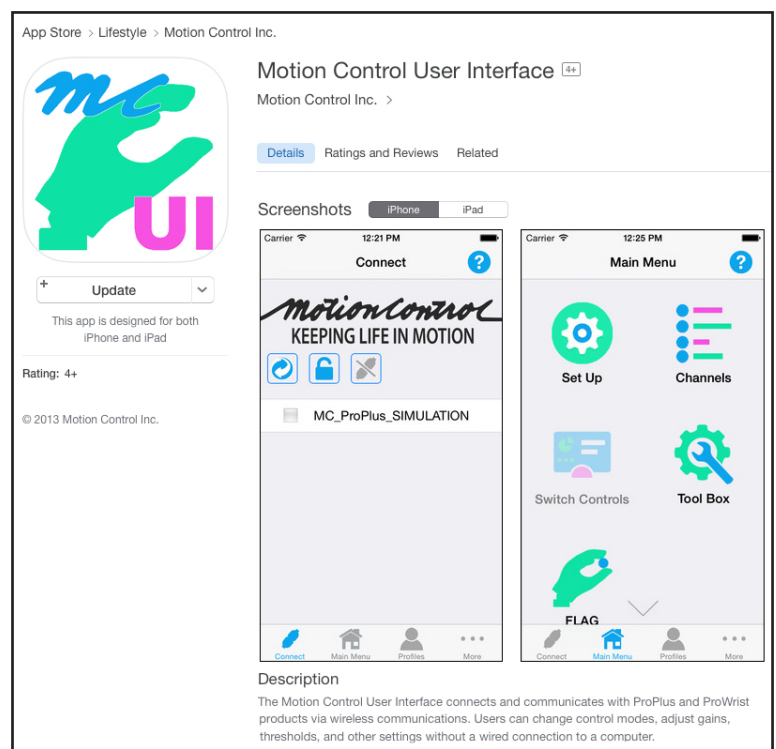 App Store > Lifestyle > Motion Control Inc.
mc
UI
Motion Control User Interface 4+
Motion Control Inc. >
Details Ratings and Reviews Related
+ Update
This app is designed for both
iPhone and iPad
Rating: 4+
© 2013 Motion Control Inc.
Screenshots iPhone iPad
Carrier 12:21 PM
Connect ?
Motion Control
KEEPING LIFE IN MOTION
MC_ProPlus_SIMULATION
Connect Main Menu Profiles More
Carrier 12:25 PM
Main Menu ?
Set Up Channels
Switch Controls Tool Box
FLAG
Connect Main Menu Profiles More
Description
The Motion Control User Interface connects and communicates with ProPlus and ProWrist
products via wireless communications. Users can change control modes, adjust gains,
thresholds, and other settings without a wired connection to a computer.